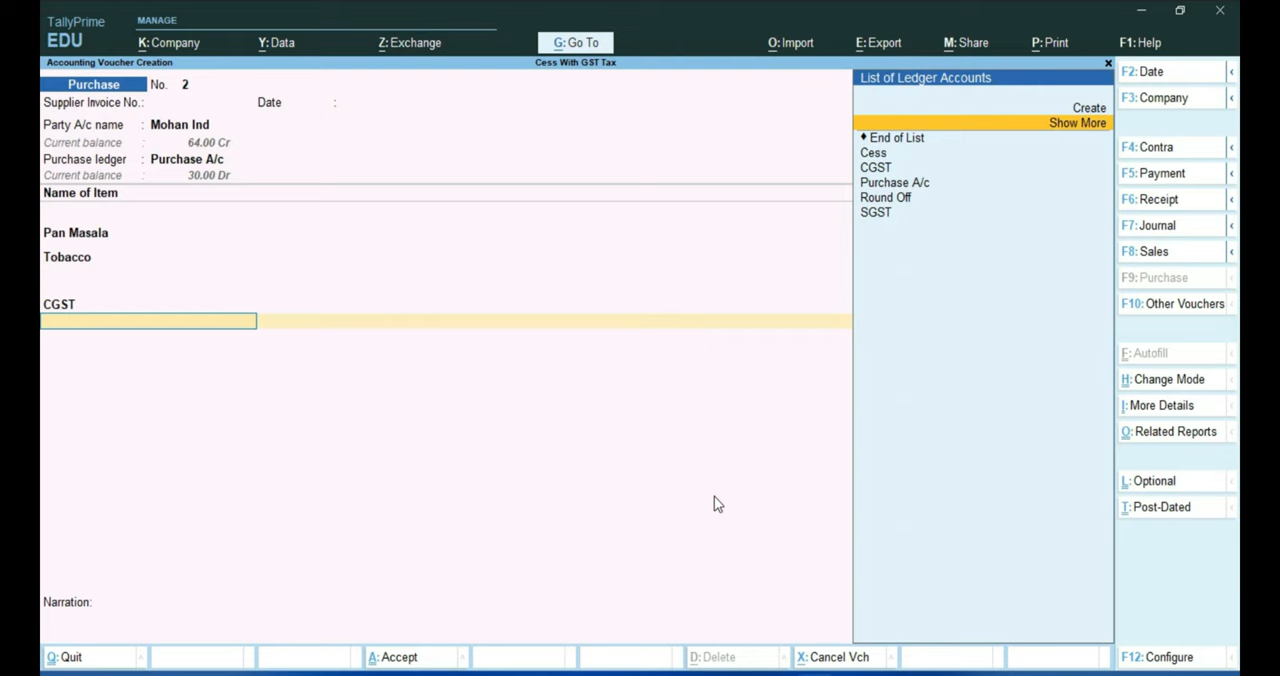 TallyPrime
EDU
MANAGE
K: Company
Y: Data
Z: Exchange
G: Go To
O: Import
E: Export
M: Share
P: Print
F1: Help
Accounting Voucher Creation
Cess With GST Tax
Purchase No. 2
Supplier Invoice No.:
Date :
Party A/c name : Mohan Ind
Current balance : 64.00 Cr
Purchase ledger : Purchase A/c
Current balance : 30.00 Dr
Name of Item
Pan Masala
Tobacco
CGST
Narration:
List of Ledger Accounts
Create
Show More
♦ End of List
Cess
CGST
Purchase A/c
Round Off
SGST
F2: Date
F3: Company
F4: Contra
F5: Payment
F6: Receipt
F7: Journal
F8: Sales
F9: Purchase
F10: Other Vouchers
F: Autofill
H: Change Mode
I: More Details
O: Related Reports
L: Optional
T: Post-Dated
Q: Quit
A: Accept
D: Delete
X: Cancel Vch
F12: Configure